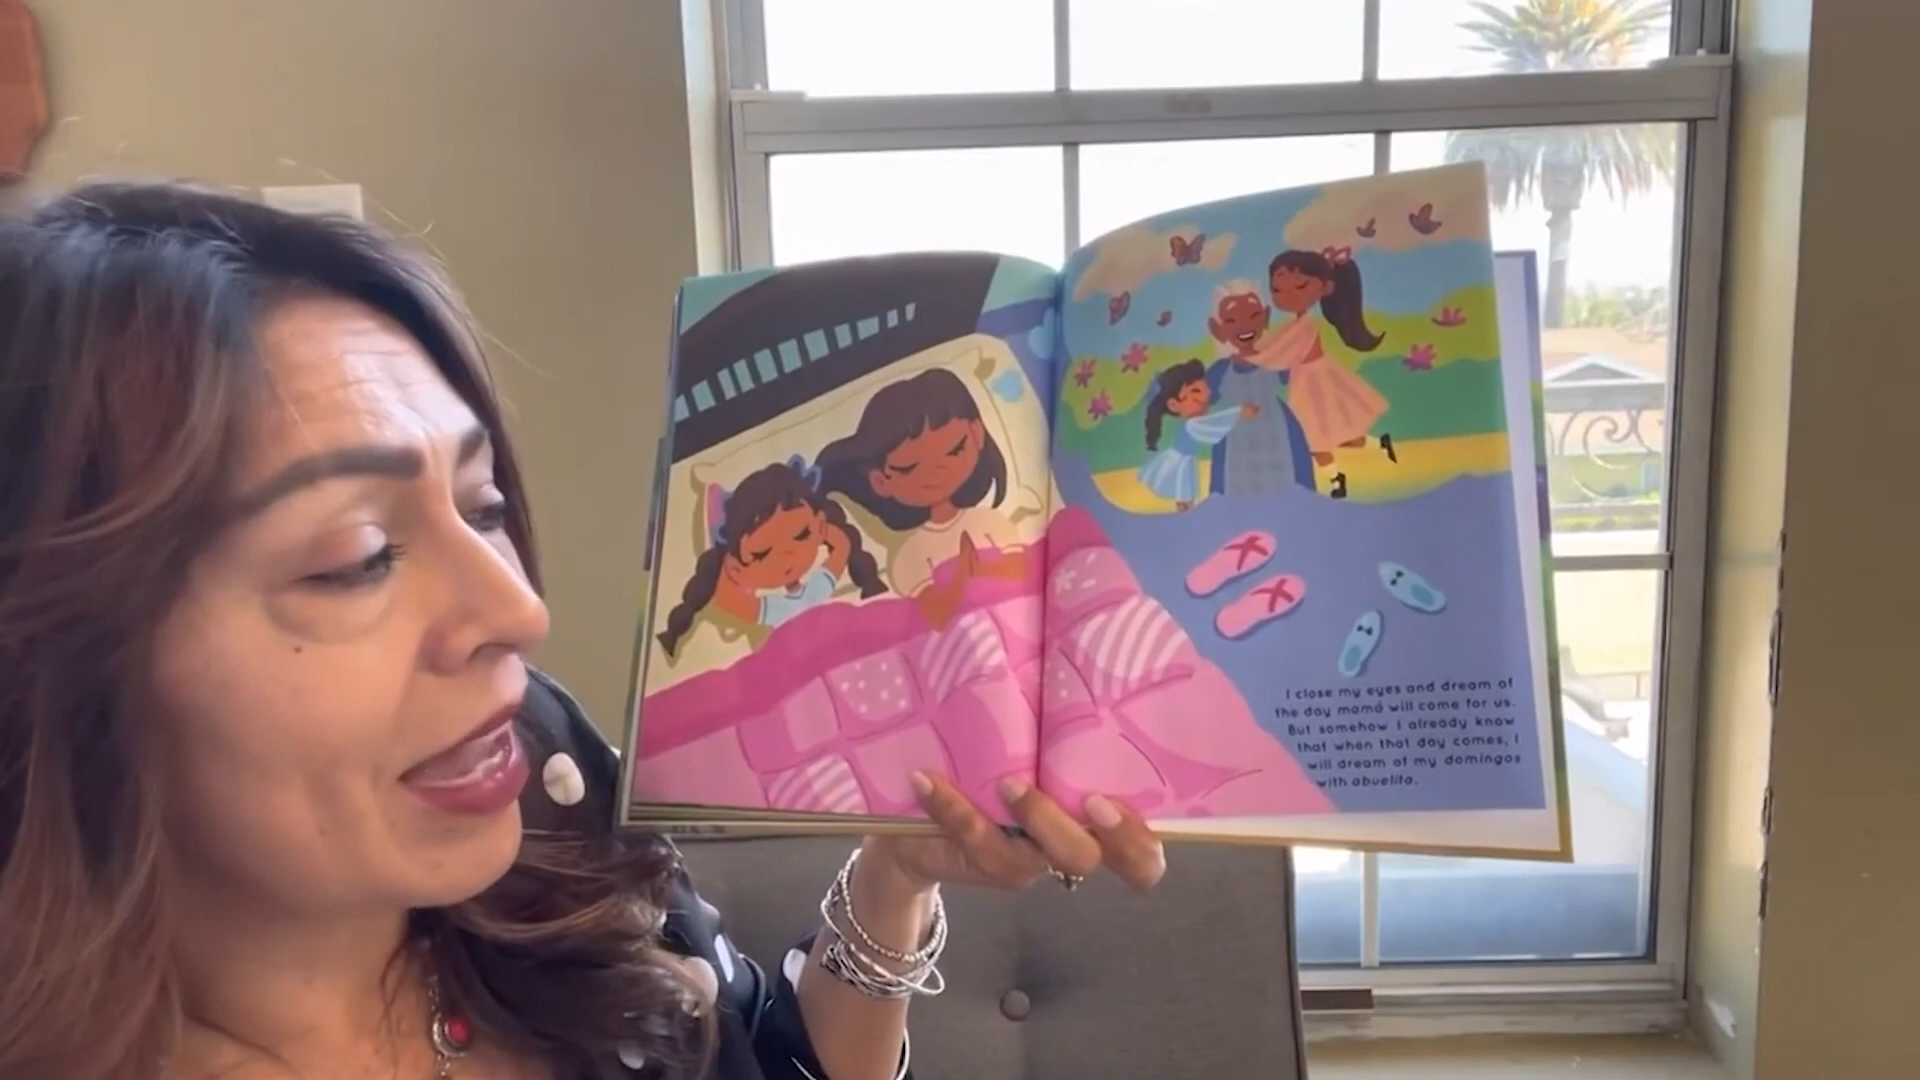 I close my eyes and dream of
the day mamá will come for us.
But somehow I already know
that when that day comes, I
will dream of my domingos
with abuelita.